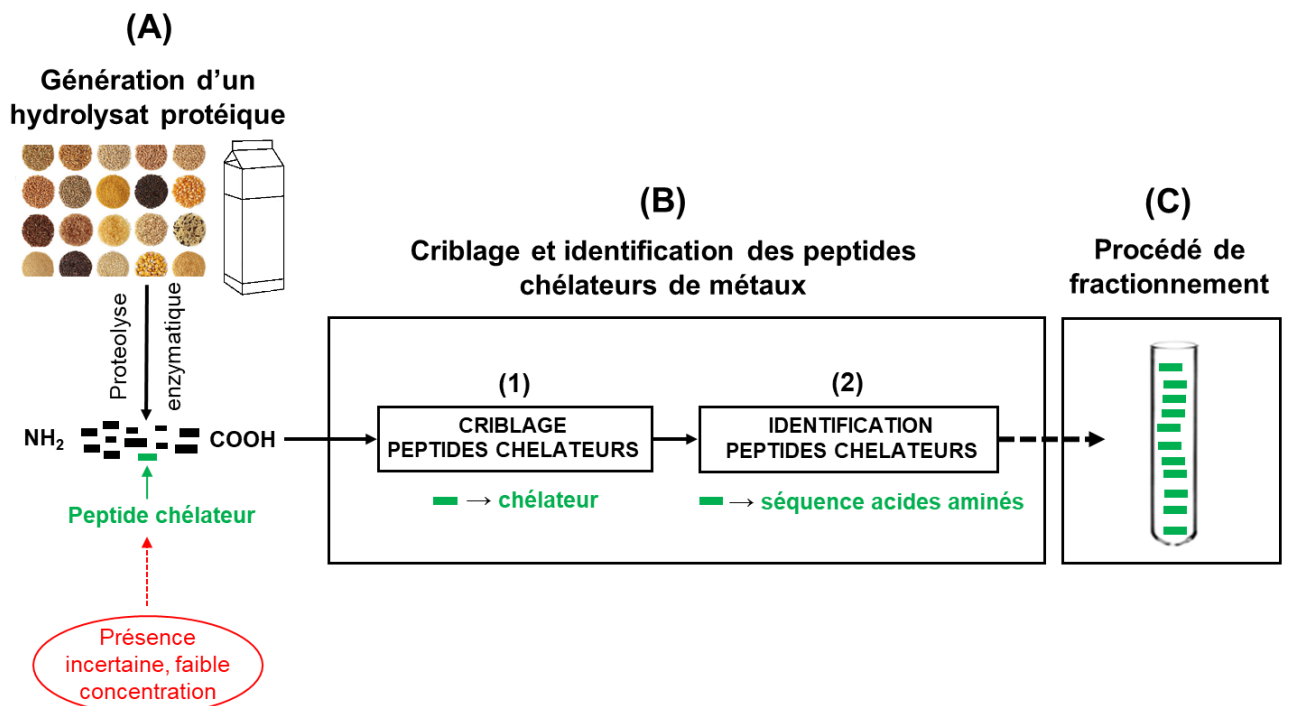 (A)
Génération d’un
hydrolysat protéique
Proteolyse
enzymatique
NH2
COOH
Peptide chélateur
Présence
incertaine, faible
concentration
(B)
Criblage et identification des peptides
chélateurs de métaux
(1)
CRIBLAGE
PEPTIDES CHELATEURS
→ chélateur
(2)
IDENTIFICATION
PEPTIDES CHELATEURS
→ séquence acides aminés
(C)
Procédé de
fractionnement